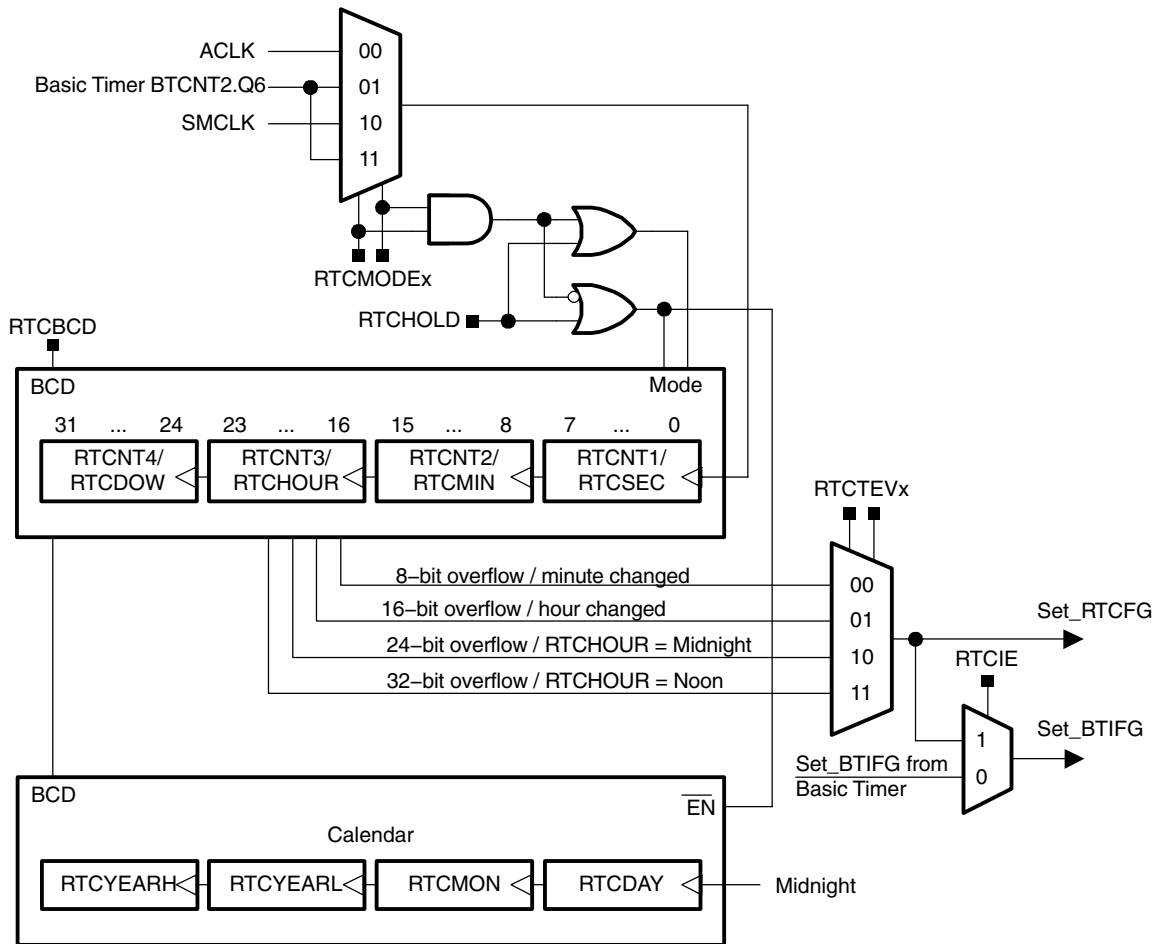 ACLK
00
Basic Timer BTCNT2.Q6
01
SMCLK
10
11
RTCMODEx
RTCHOLD
RTCBCD
BCD
Mode
31 ... 24 23 ... 16 15 ... 8 7 ... 0
RTCNT4/
RTCDOW
RTCNT3/
RTCHOUR
RTCNT2/
RTCMIN
RTCNT1/
RTCSEC
RTCTEVx
8−bit overflow / minute changed
00
16−bit overflow / hour changed
01
24−bit overflow / RTCHOUR = Midnight
10
32−bit overflow / RTCHOUR = Noon
11
Set_RTCFG
RTCIE
1
0
Set_BTIFG
Set_BTIFG from
Basic Timer
BCD
EN
Calendar
RTCYEARH
RTCYEARL
RTCMON
RTCDAY
Midnight